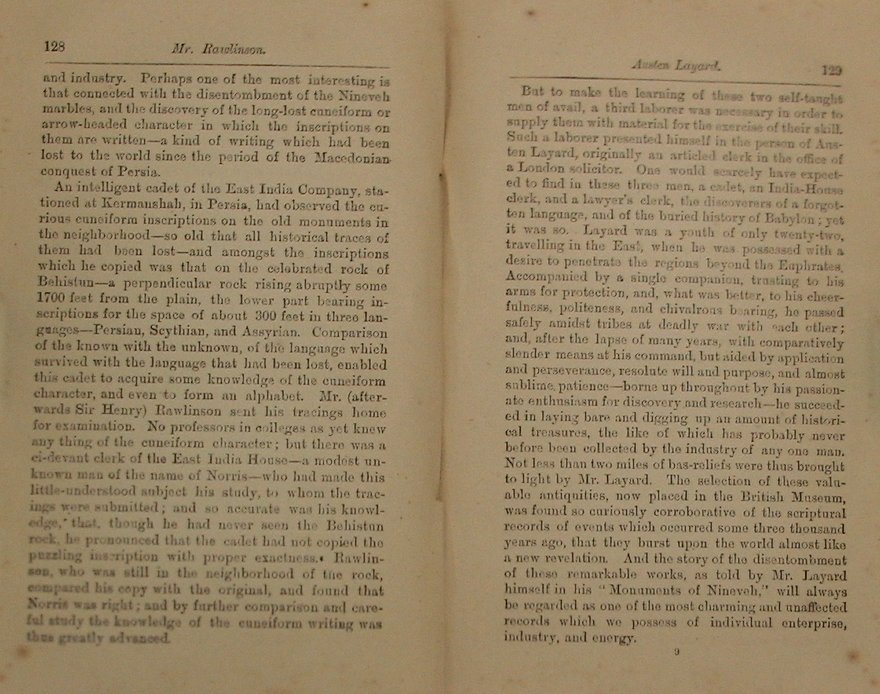 128
Mr. Rawlinson.
and industry. Perhaps one of the most interesting is
that connected with the disentombment of the Nineveh
marbles, and the discovery of the long-lost cuneiform or
arrow-headed character in which the inscriptions on
them are written—a kind of writing which had been
lost to the world since the period of the Macedonian
conquest of Persia.
An intelligent cadet of the East India Company, sta-
tioned at Kermanshah, in Persia, had observed the cu-
rious cuneiform inscriptions on the old monuments in
the neighborhood—so old that all historical traces of
them had been lost—and amongst the inscriptions
which he copied was that on the celebrated rock of
Behistun—a perpendicular rock rising abruptly some
1700 feet from the plain, the lower part bearing in-
scriptions for the space of about 300 feet in three lan-
guages—Persian, Scythian, and Assyrian. Comparison
of the known with the unknown, of the language which
survived with the language that had been lost, enabled
this cadet to acquire some knowledge of the cuneiform
character, and even to form an alphabet. Mr. (after-
wards Sir Henry) Rawlinson sent his tracings home
for examination. No professors in colleges as yet knew
any thing of the cuneiform character; but there was a
ci-devant clerk of the East India House—a modest un-
known man of the name of Norris—who had made this
little-understood subject his study, to whom the trac-
ings were submitted; and so accurate was his knowl-
edge, that, though he had never seen the Behistun
rock, he pronounced that the cadet had not copied the
puzzling inscription with proper exactness. Rawlin-
son, who was still in the neighborhood of the rock,
compared his copy with the original, and found that
Norris was right; and by further comparison and care-
ful study the knowledge of the cuneiform writing was
thus greatly advanced.
Austen Layard.
129
But to make the learning of these two self-taught
men of avail, a third laborer was necessary in order to
supply them with material for the exercise of their skill.
Such a laborer presented himself in the person of Aus-
ten Layard, originally an articled clerk in the office of
a London solicitor. One would scarcely have expect-
ed to find in these three men, a cadet, an India-House
clerk, and a lawyer's clerk, the discoverers of a forgot-
ten language, and of the buried history of Babylon; yet
it was so. Layard was a youth of only twenty-two,
travelling in the East, when he was possessed with a
desire to penetrate the regions beyond the Euphrates.
Accompanied by a single companion, trusting to his
arms for protection, and, what was better, to his cheer-
fulness, politeness, and chivalrous bearing, he passed
safely amidst tribes at deadly war with each other;
and, after the lapse of many years, with comparatively
slender means at his command, but aided by application
and perseverance, resolute will and purpose, and almost
sublime patience—borne up throughout by his passion-
ate enthusiasm for discovery and research—he succeed-
ed in laying bare and digging up an amount of histori-
cal treasures, the like of which has probably never
before been collected by the industry of any one man.
Not less than two miles of bas-reliefs were thus brought
to light by Mr. Layard. The selection of these valu-
able antiquities, now placed in the British Museum,
was found so curiously corroborative of the scriptural
records of events which occurred some three thousand
years ago, that they burst upon the world almost like
a new revelation. And the story of the disentombment
of these remarkable works, as told by Mr. Layard
himself in his "Monuments of Nineveh," will always
be regarded as one of the most charming and unaffected
records which we possess of individual enterprise,
industry, and energy.
9